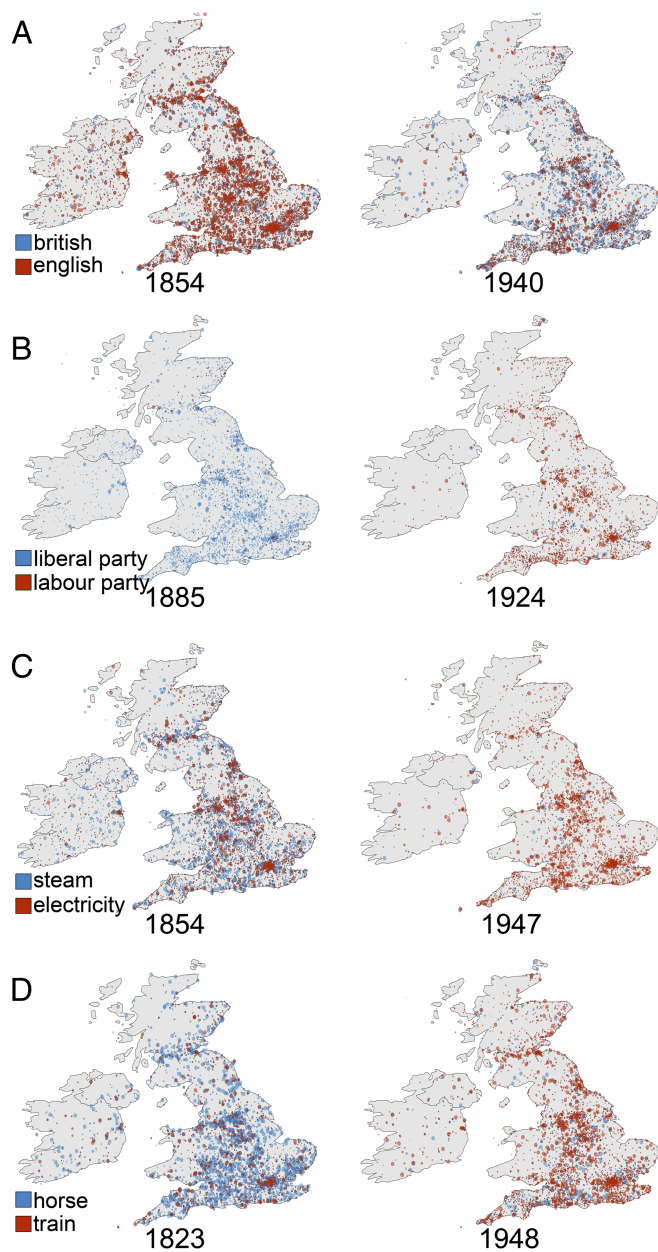 A
british
english
1854
1940
B
liberal party
labour party
1885
1924
C
steam
electricity
1854
1947
D
horse
train
1823
1948